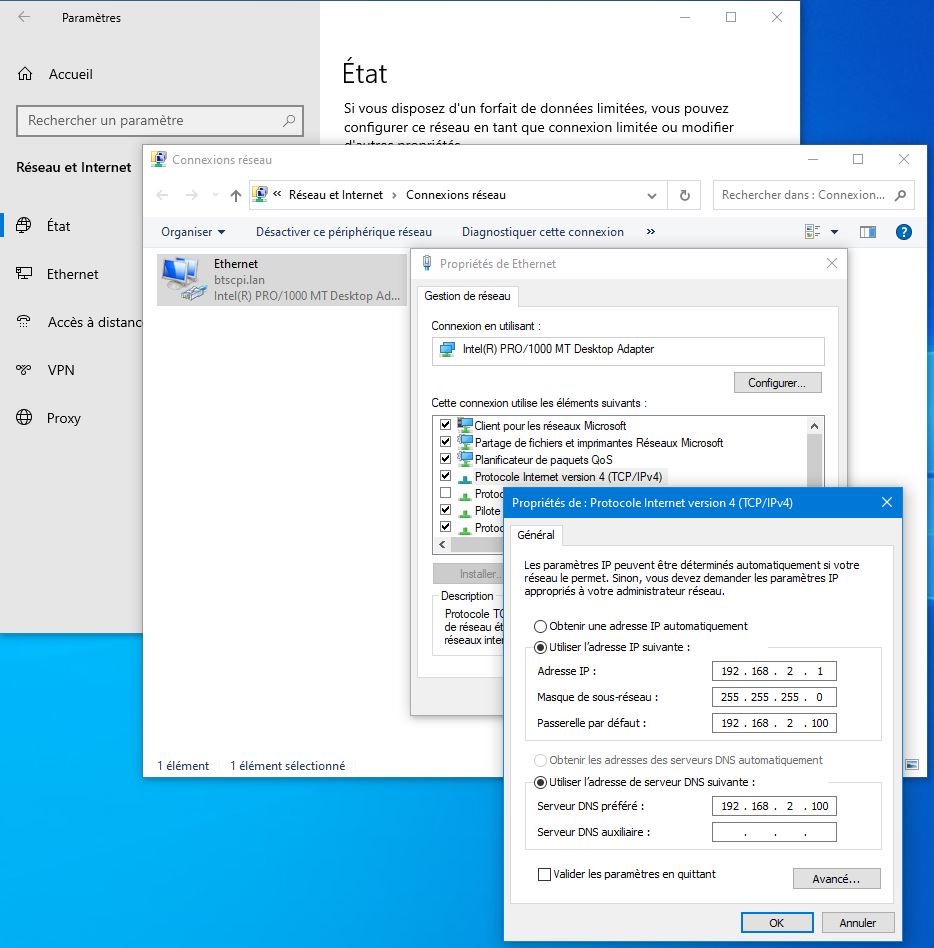 Paramètres
Accueil
Rechercher un paramètre
Réseau et Internet
État
Ethernet
VPN
Proxy
État
Si vous disposez d'un forfait de données limitées, vous pouvez
configurer ce réseau en tant que connexion limitée ou modifier
d'autres propriétés.
Accès à distanc
Connexions réseau
« Réseau et Internet › Connexions réseau
Rechercher dans : Connexion...
Organiser
Désactiver ce périphérique réseau
Diagnostiquer cette connexion
»
Ethernet
btscpi.lan
Intel(R) PRO/1000 MT Desktop Ad...
1 élément
1 élément sélectionné
Propriétés de Ethernet
Gestion de réseau
Connexion en utilisant :
Intel(R) PRO/1000 MT Desktop Adapter
Configurer...
Cette connexion utilise les éléments suivants :
Client pour les réseaux Microsoft
Partage de fichiers et imprimantes Réseaux Microsoft
Planificateur de paquets QoS
Protocole Internet version 4 (TCP/IPv4)
Protoc
Pilote
Protoc
Installer...
Description
Protocole TC
de réseau ét
réseaux inter
Propriétés de : Protocole Internet version 4 (TCP/IPv4)
Général
Les paramètres IP peuvent être déterminés automatiquement si votre
réseau le permet. Sinon, vous devez demander les paramètres IP
appropriés à votre administrateur réseau.
Obtenir une adresse IP automatiquement
Utiliser l'adresse IP suivante :
Adresse IP : 192 . 168 . 2 . 1
Masque de sous-réseau : 255 . 255 . 255 . 0
Passerelle par défaut : 192 . 168 . 2 . 100
Obtenir les adresses des serveurs DNS automatiquement
Utiliser l'adresse de serveur DNS suivante :
Serveur DNS préféré : 192 . 168 . 2 . 100
Serveur DNS auxiliaire : . . .
Valider les paramètres en quittant
Avancé...
OK
Annuler